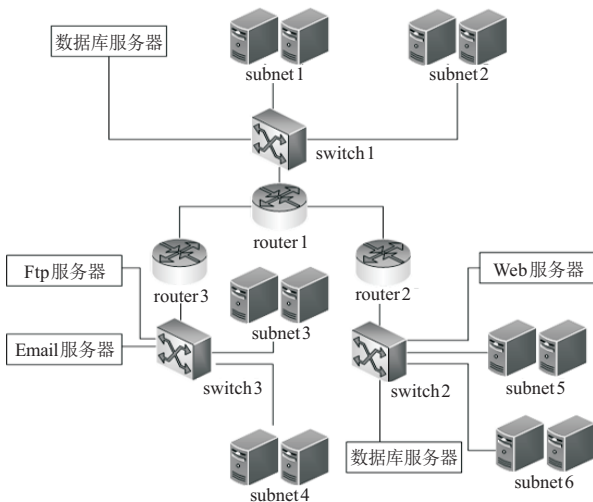 数据库服务器
subnet1
subnet2
switch1
router1
Ftp服务器
router3
router2
Web服务器
subnet3
Email服务器
switch3
switch2
subnet5
subnet4
数据库服务器
subnet6